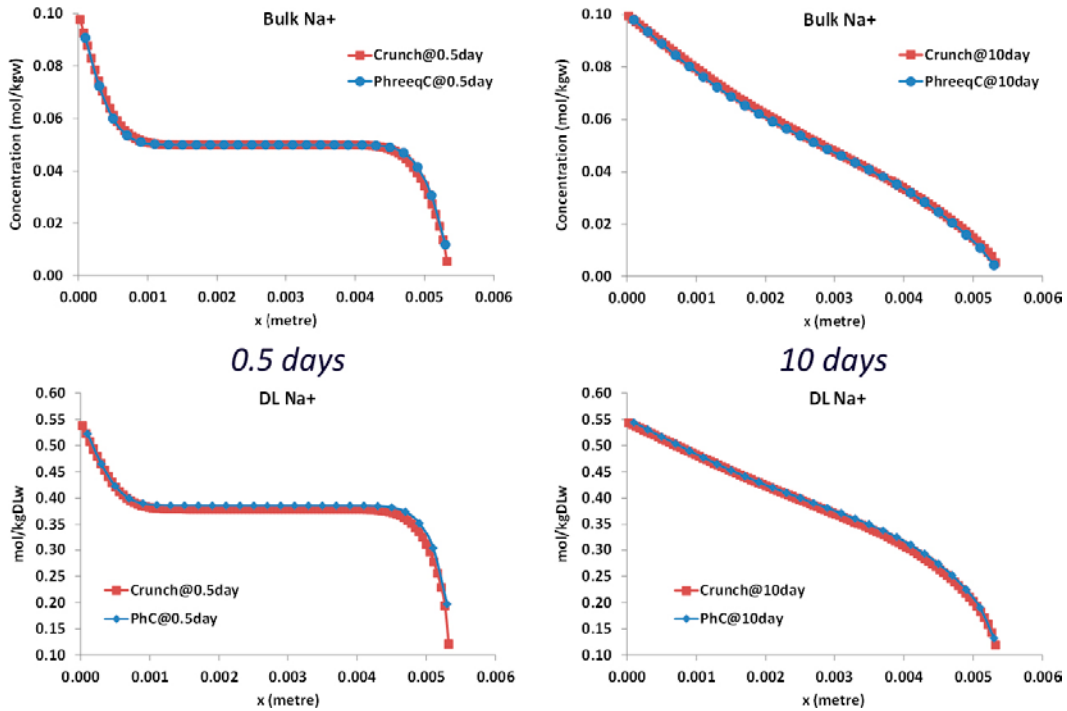 Bulk Na+
Crunch@0.5day
PhreeqC@0.5day
Concentration (mol/kgw)
0.10
0.08
0.06
0.04
0.02
0.00
0.000 0.001 0.002 0.003 0.004 0.005 0.006
x (metre)
Bulk Na+
Crunch@10day
PhreeqC@10day
Concentration (mol/kgw)
0.10
0.08
0.06
0.04
0.02
0.00
0.000 0.001 0.002 0.003 0.004 0.005 0.006
x (metre)
0.5 days
10 days
DL Na+
mol/kgDLw
0.60
0.55
0.50
0.45
0.40
0.35
0.30
0.25
0.20
0.15
0.10
Crunch@0.5day
PhC@0.5day
0.000 0.001 0.002 0.003 0.004 0.005 0.006
x (metre)
DL Na+
mol/kgDLw
0.60
0.55
0.50
0.45
0.40
0.35
0.30
0.25
0.20
0.15
0.10
Crunch@10day
PhC@10day
0.000 0.001 0.002 0.003 0.004 0.005 0.006
x (metre)